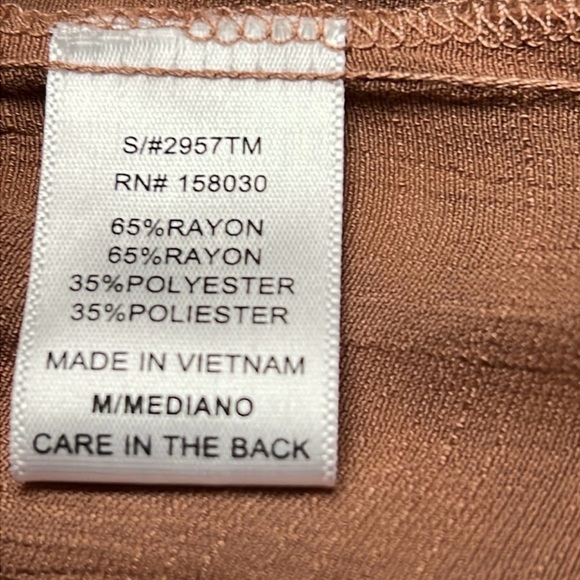 S/#2957TM
RN# 158030
65%RAYON
65%RAYON
35%POLYESTER
35%POLIESTER
MADE IN VIETNAM
M/MEDIANO
CARE IN THE BACK